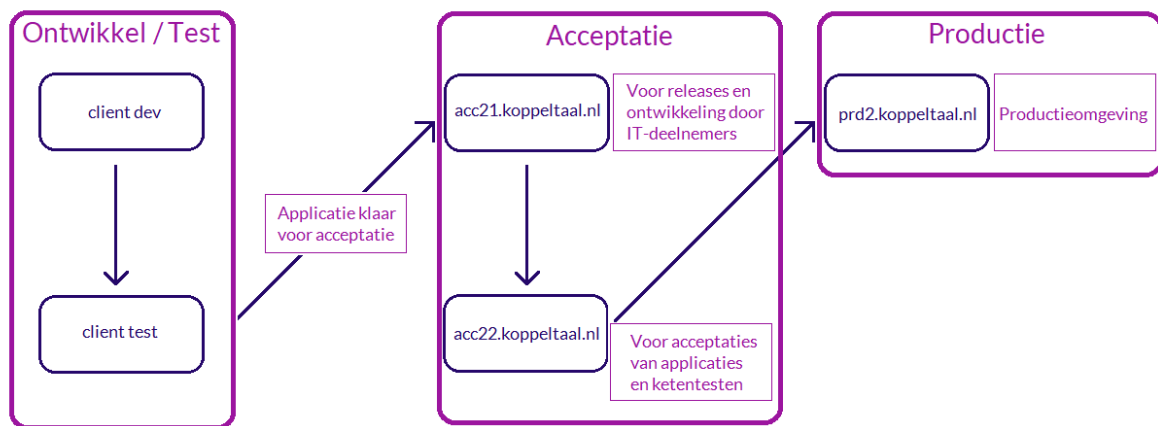 Ontwikkel / Test
client dev
client test
Applicatie klaar
voor acceptatie
Acceptatie
acc21.koppeltaal.nl
Voor releases en
ontwikkeling door
IT-deelnemers
acc22.koppeltaal.nl
Voor acceptaties
van applicaties
en ketentesten
Productie
prd2.koppeltaal.nl
Productieomgeving